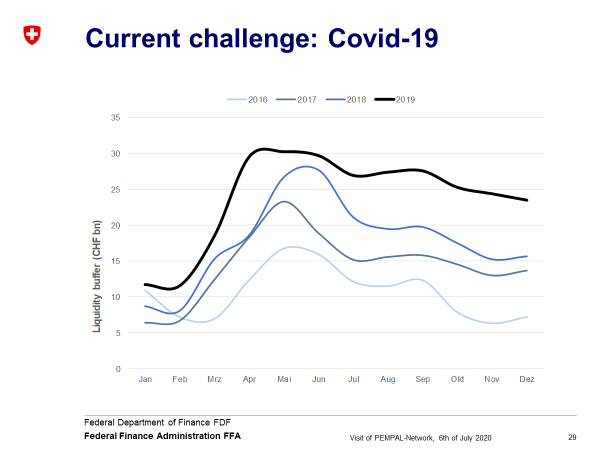 Current challenge: Covid-19
2016 2017 2018 2019
Liquidity buffer (CHF bn)
35
30
25
20
15
10
5
0
Jan Feb Mrz Apr Mai Jun Jul Aug Sep Okt Nov Dez
Federal Department of Finance FDF
Federal Finance Administration FFA
Visit of PEMPAL-Network, 6th of July 2020
29